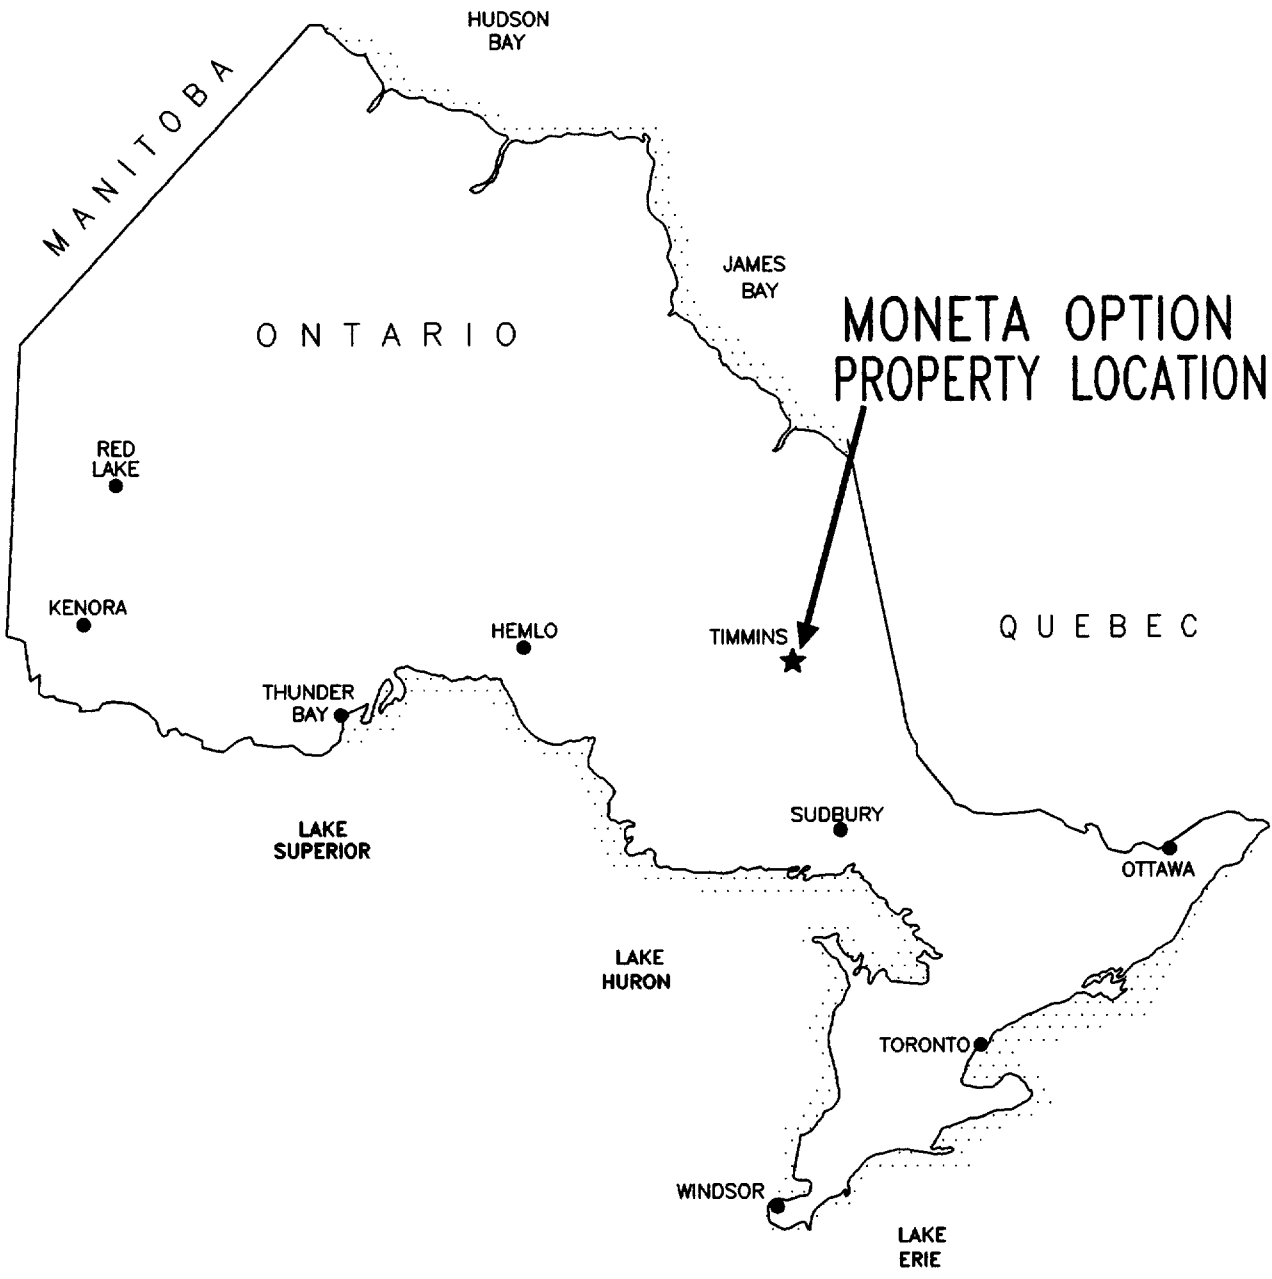 HUDSON
BAY
MANITOBA
JAMES
BAY
MONETA OPTION
PROPERTY LOCATION
ONTARIO
RED
LAKE
KENORA
HEMLO
TIMMINS
QUEBEC
THUNDER
BAY
SUDBURY
LAKE
SUPERIOR
OTTAWA
LAKE
HURON
TORONTO
WINDSOR
LAKE
ERIE